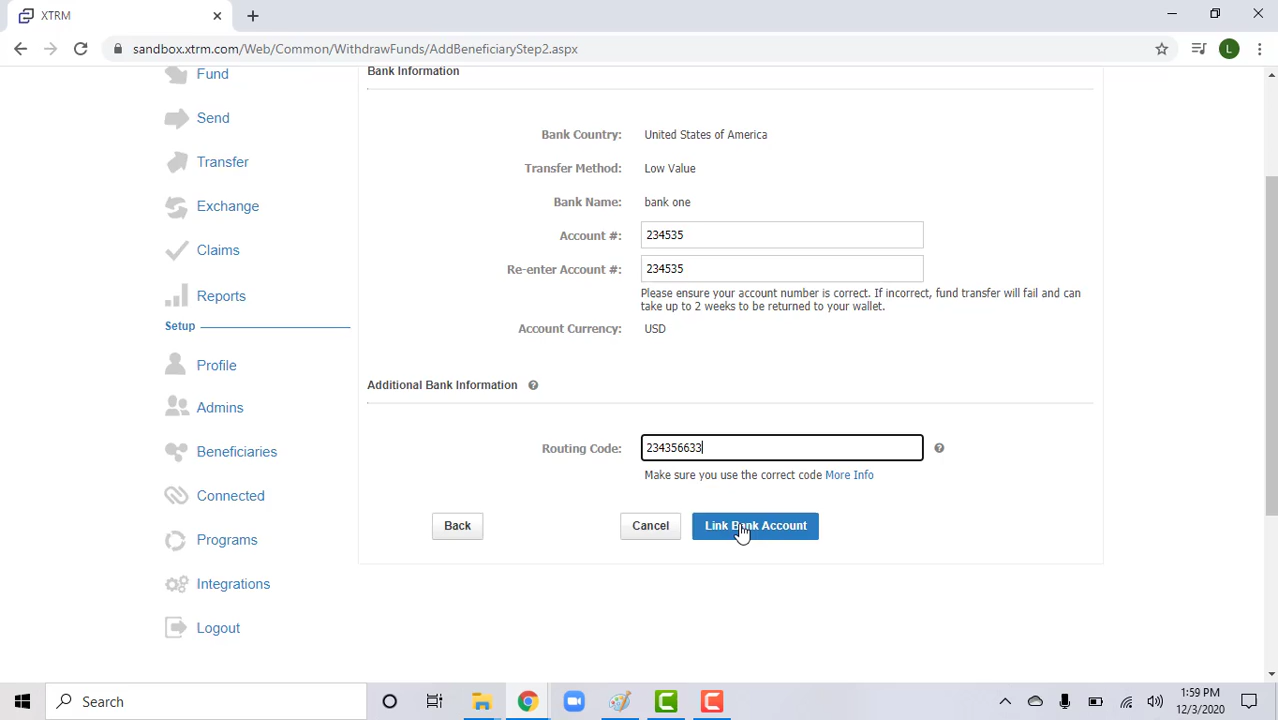 XTRM
sandbox.xtrm.com/Web/Common/WithdrawFunds/AddBeneficiaryStep2.aspx
L
Fund
Send
Transfer
Exchange
Claims
Reports
Setup
Profile
Admins
Beneficiaries
Connected
Programs
Integrations
Logout
Bank Information
Bank Country: United States of America
Transfer Method: Low Value
Bank Name: bank one
Account #: 234535
Re-enter Account #: 234535
Please ensure your account number is correct. If incorrect, fund transfer will fail and can
take up to 2 weeks to be returned to your wallet.
Account Currency: USD
Additional Bank Information ?
Routing Code: 234356633 ?
Make sure you use the correct code More Info
Back Cancel Link Bank Account
Search
1:59 PM
12/3/2020